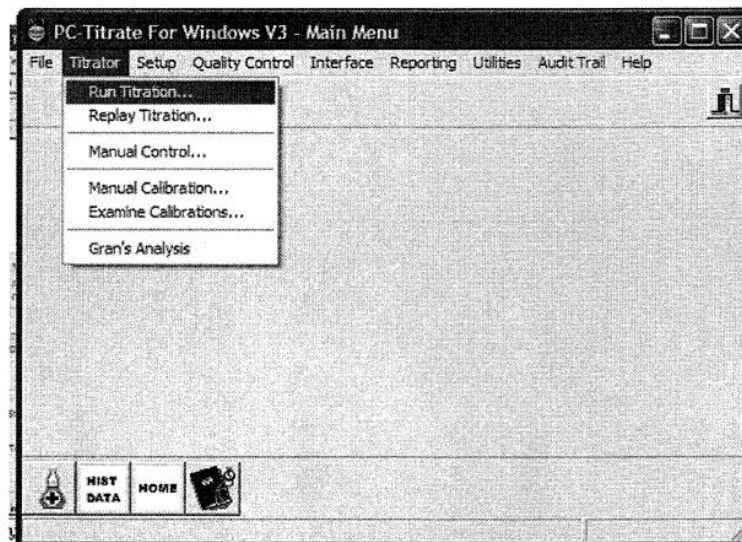 PC-Titrate For Windows V3 - Main Menu
File Titrator Setup Quality Control Interface Reporting Utilities Audit Trail Help
Run Titration...
Replay Titration...
Manual Control...
Manual Calibration...
Examine Calibrations...
Gran's Analysis
HIST
DATA
HOME